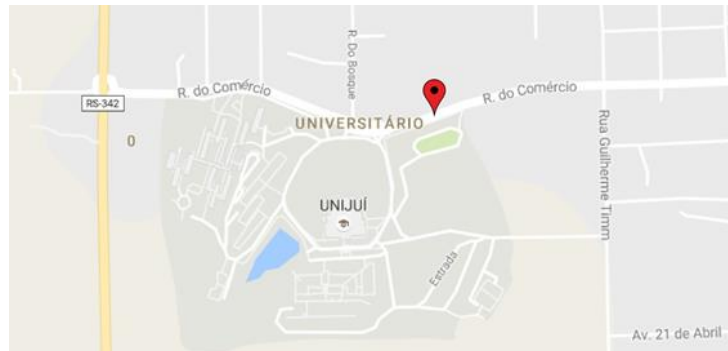 R. Do Bosque
R. do Comércio
R. do Comércio
RS-342
UNIVERSITÁRIO
0
Rua Guilherme Timm
UNIJUÍ
Estrada
Av. 21 de Abril